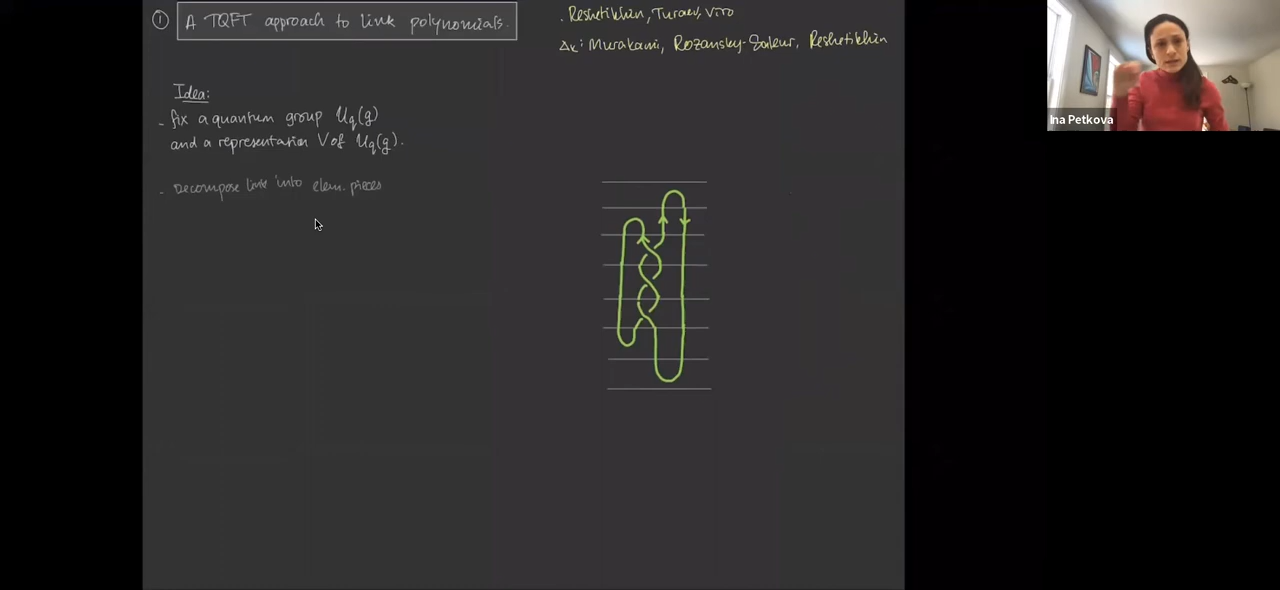 ① A TQFT approach to link polynomials.
. Reshetikhin, Turaev, Viro
Δₖ: Murakami, Rozansky-Saleur, Reshetikhin
Idea:
- fix a quantum group Uq(g)
and a representation V of Uq(g).
- Decompose link into elem. pieces
Ina Petkova